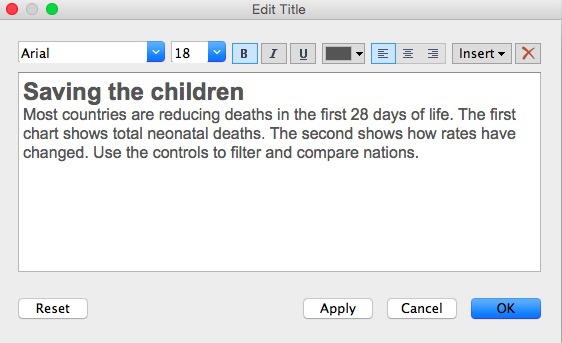 Edit Title
Arial 18 B I U Insert
Saving the children
Most countries are reducing deaths in the first 28 days of life. The first
chart shows total neonatal deaths. The second shows how rates have
changed. Use the controls to filter and compare nations.
Reset Apply Cancel OK